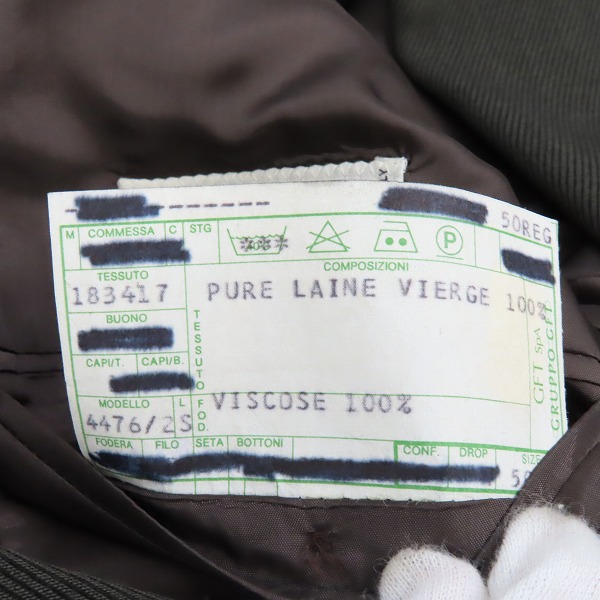 50REG
M COMMESSA C STG
P
TESSUTO
COMPOSIZIONI
183417
PURE LAINE VIERGE 100%
BUONO
TESSUTO
CAPI/T. CAPI/B.
MODELLO L
4476/2S
FOD.
VISCOSE 100%
FODERA FILO SETA BOTTONI
CONF. DROP SIZE
GFT SpA
GRUPPO GFT